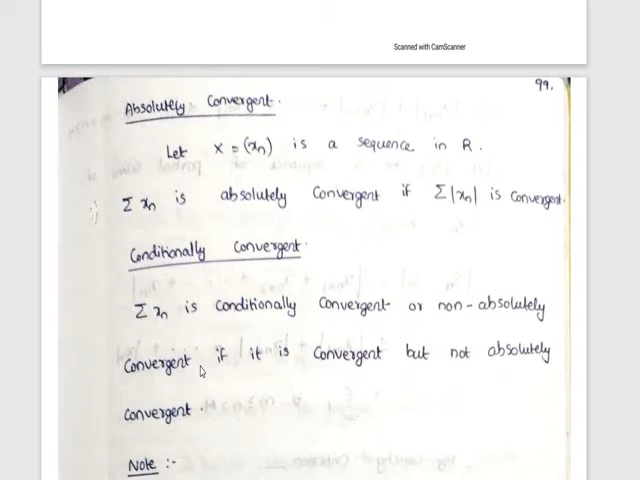 Scanned with CamScanner
99.
Absolutely Convergent.
Let X = (xn) is a sequence in R.
Σ xn is absolutely convergent if Σ|xn| is convergent.
Conditionally Convergent.
Σ xn is conditionally convergent or non-absolutely
convergent if it is convergent but not absolutely
convergent.
Note :-